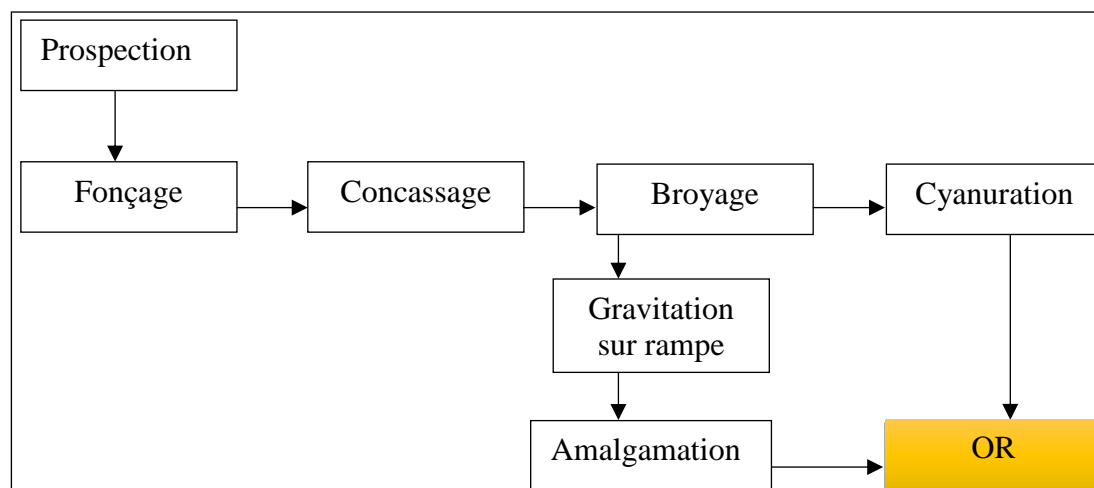 Prospection
Fonçage
Concassage
Broyage
Cyanuration
Gravitation
sur rampe
Amalgamation
OR